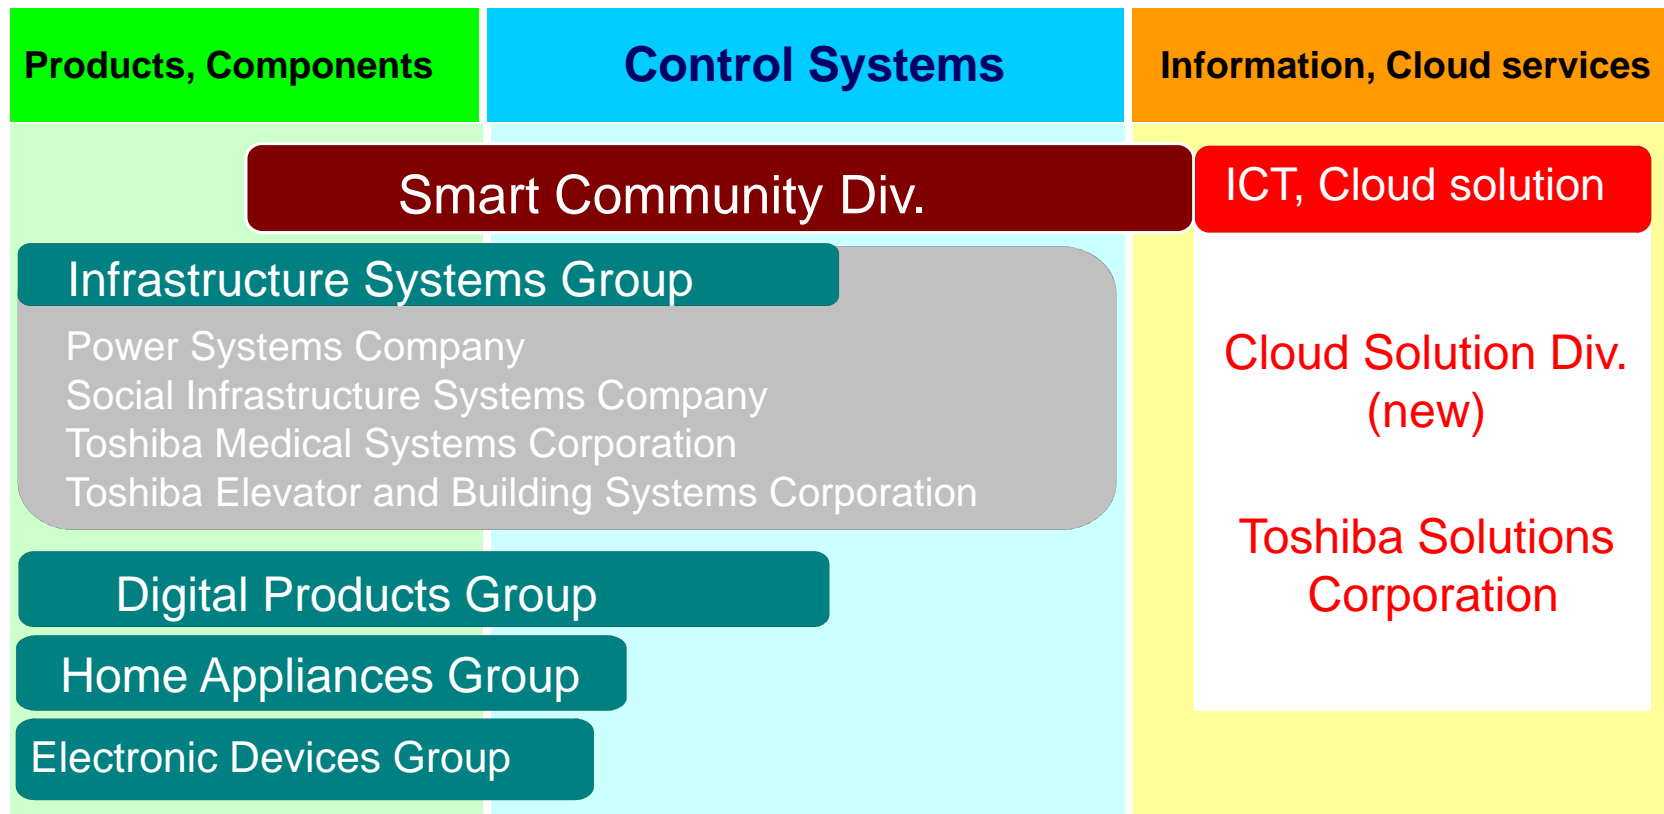 Products, Components
Control Systems
Information, Cloud services
Smart Community Div.
ICT, Cloud solution
Infrastructure Systems Group
Power Systems Company
Social Infrastructure Systems Company
Toshiba Medical Systems Corporation
Toshiba Elevator and Building Systems Corporation
Digital Products Group
Home Appliances Group
Electronic Devices Group
Cloud Solution Div.
(new)
Toshiba Solutions
Corporation